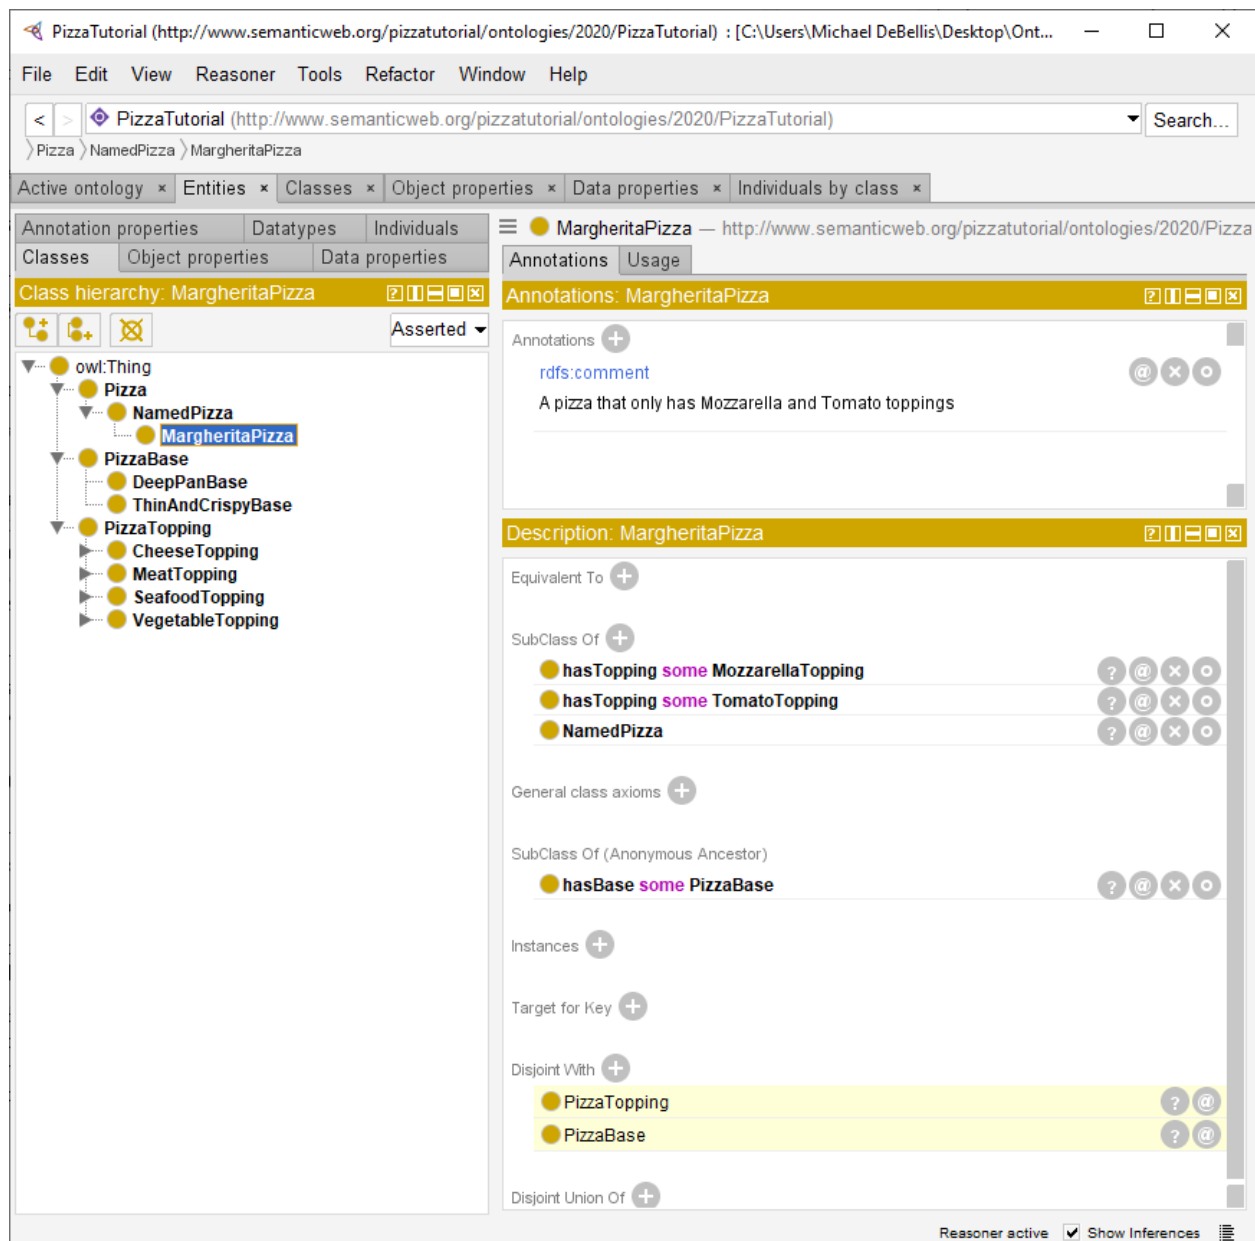 PizzaTutorial (http://www.semanticweb.org/pizzatutorial/ontologies/2020/PizzaTutorial) : [C:\Users\Michael DeBellis\Desktop\Ont...
File Edit View Reasoner Tools Refactor Window Help
< > PizzaTutorial (http://www.semanticweb.org/pizzatutorial/ontologies/2020/PizzaTutorial) Search...
Pizza NamedPizza MargheritaPizza
Active ontology × Entities × Classes × Object properties × Data properties × Individuals by class ×
Annotation properties Datatypes Individuals
Classes Object properties Data properties
Class hierarchy: MargheritaPizza
Asserted
owl:Thing
Pizza
NamedPizza
MargheritaPizza
PizzaBase
DeepPanBase
ThinAndCrispyBase
PizzaTopping
CheeseTopping
MeatTopping
SeafoodTopping
VegetableTopping
MargheritaPizza — http://www.semanticweb.org/pizzatutorial/ontologies/2020/Pizza
Annotations Usage
Annotations: MargheritaPizza
Annotations
rdfs:comment
A pizza that only has Mozzarella and Tomato toppings
Description: MargheritaPizza
Equivalent To
SubClass Of
hasTopping some MozzarellaTopping
hasTopping some TomatoTopping
NamedPizza
General class axioms
SubClass Of (Anonymous Ancestor)
hasBase some PizzaBase
Instances
Target for Key
Disjoint With
PizzaTopping
PizzaBase
Disjoint Union Of
Reasoner active Show Inferences